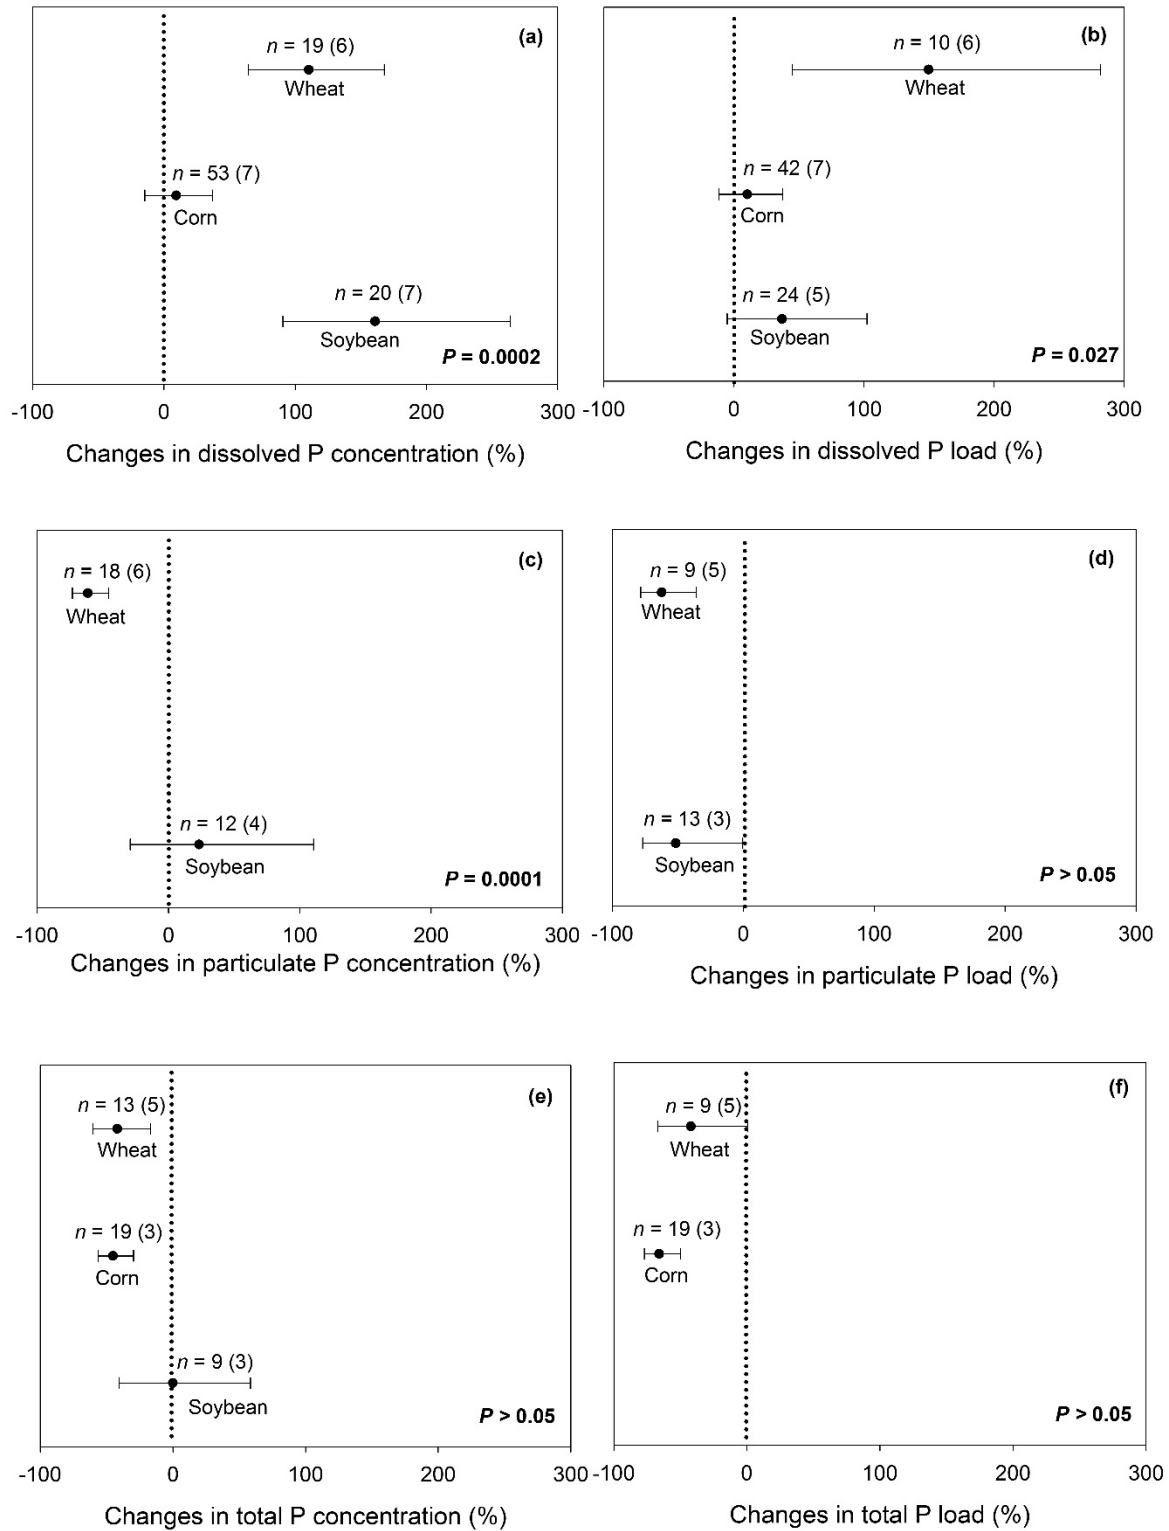 (a)
n = 19 (6)
Wheat
n = 53 (7)
Corn
n = 20 (7)
Soybean
P = 0.0002
-100 0 100 200 300
Changes in dissolved P concentration (%)
(b)
n = 10 (6)
Wheat
n = 42 (7)
Corn
n = 24 (5)
Soybean
P = 0.027
-100 0 100 200 300
Changes in dissolved P load (%)
(c)
n = 18 (6)
Wheat
n = 12 (4)
Soybean
P = 0.0001
-100 0 100 200 300
Changes in particulate P concentration (%)
(d)
n = 9 (5)
Wheat
n = 13 (3)
Soybean
P > 0.05
-100 0 100 200 300
Changes in particulate P load (%)
(e)
n = 13 (5)
Wheat
n = 19 (3)
Corn
n = 9 (3)
Soybean
P > 0.05
-100 0 100 200 300
Changes in total P concentration (%)
(f)
n = 9 (5)
Wheat
n = 19 (3)
Corn
P > 0.05
-100 0 100 200 300
Changes in total P load (%)